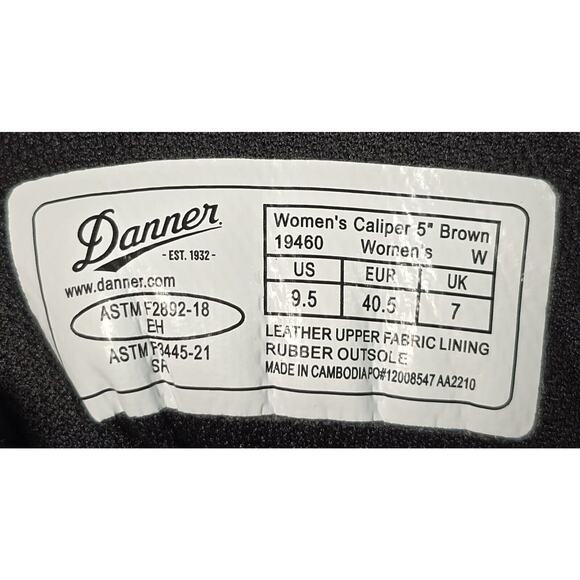 Danner.
- EST. 1932 -
www.danner.com
ASTM F2892-18
EH
ASTM F3445-21
SR
Women's Caliper 5" Brown
19460 Women's W
US EUR UK
9.5 40.5 7
LEATHER UPPER FABRIC LINING
RUBBER OUTSOLE
MADE IN CAMBODIA PO#12008547 AA2210